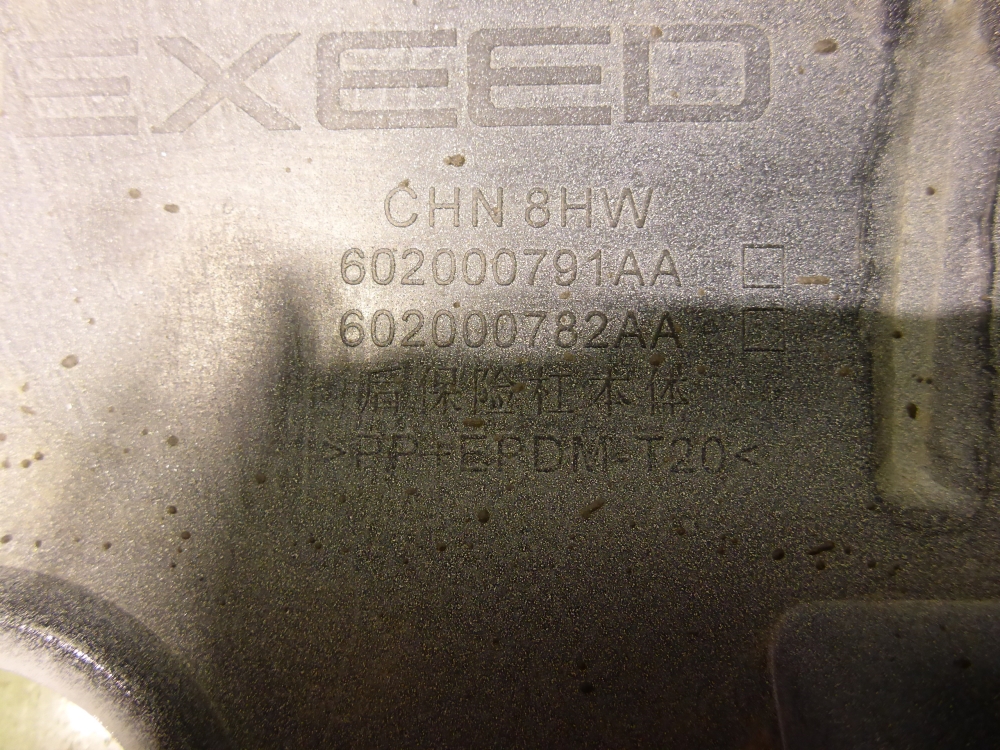 EXEED
CHN 8HW
602000791AA □
602000782AA □
后保险杠本体
>PP+EPDM-T20<